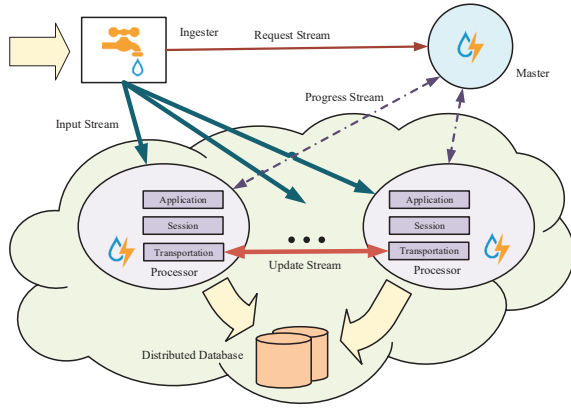 Ingester
Request Stream
Master
Progress Stream
Input Stream
Application
Session
Transportation
Processor
Application
Session
Transportation
Processor
Update Stream
Distributed Database